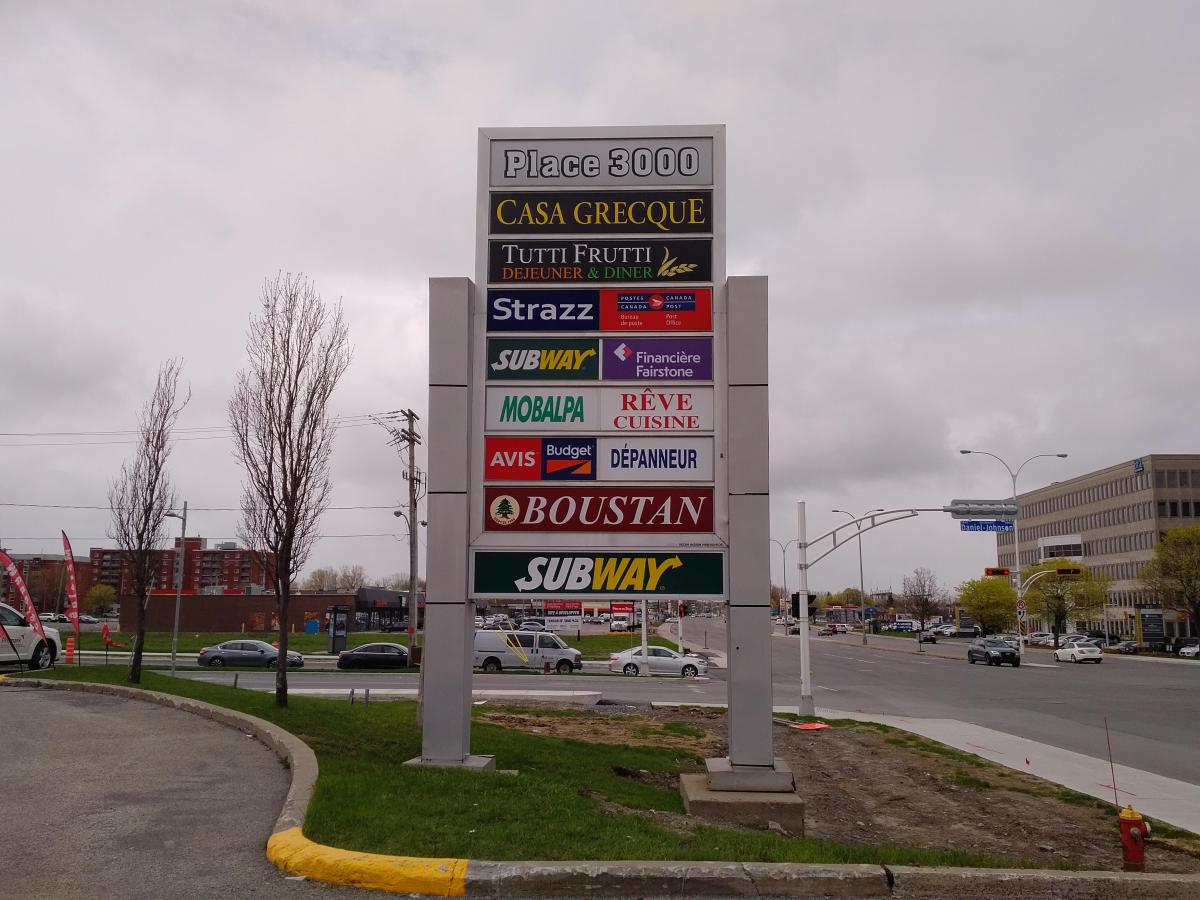 Place 3000
CASA GRECQUE
TUTTI FRUTTI
DEJEUNER & DINER
Strazz
POSTES CANADA
CANADA POST
Bureau de poste
Post Office
SUBWAY
Financière
Fairstone
MOBALPA
RÊVE
CUISINE
AVIS
Budget
DÉPANNEUR
BOUSTAN
SUBWAY
Daniel-Johnson